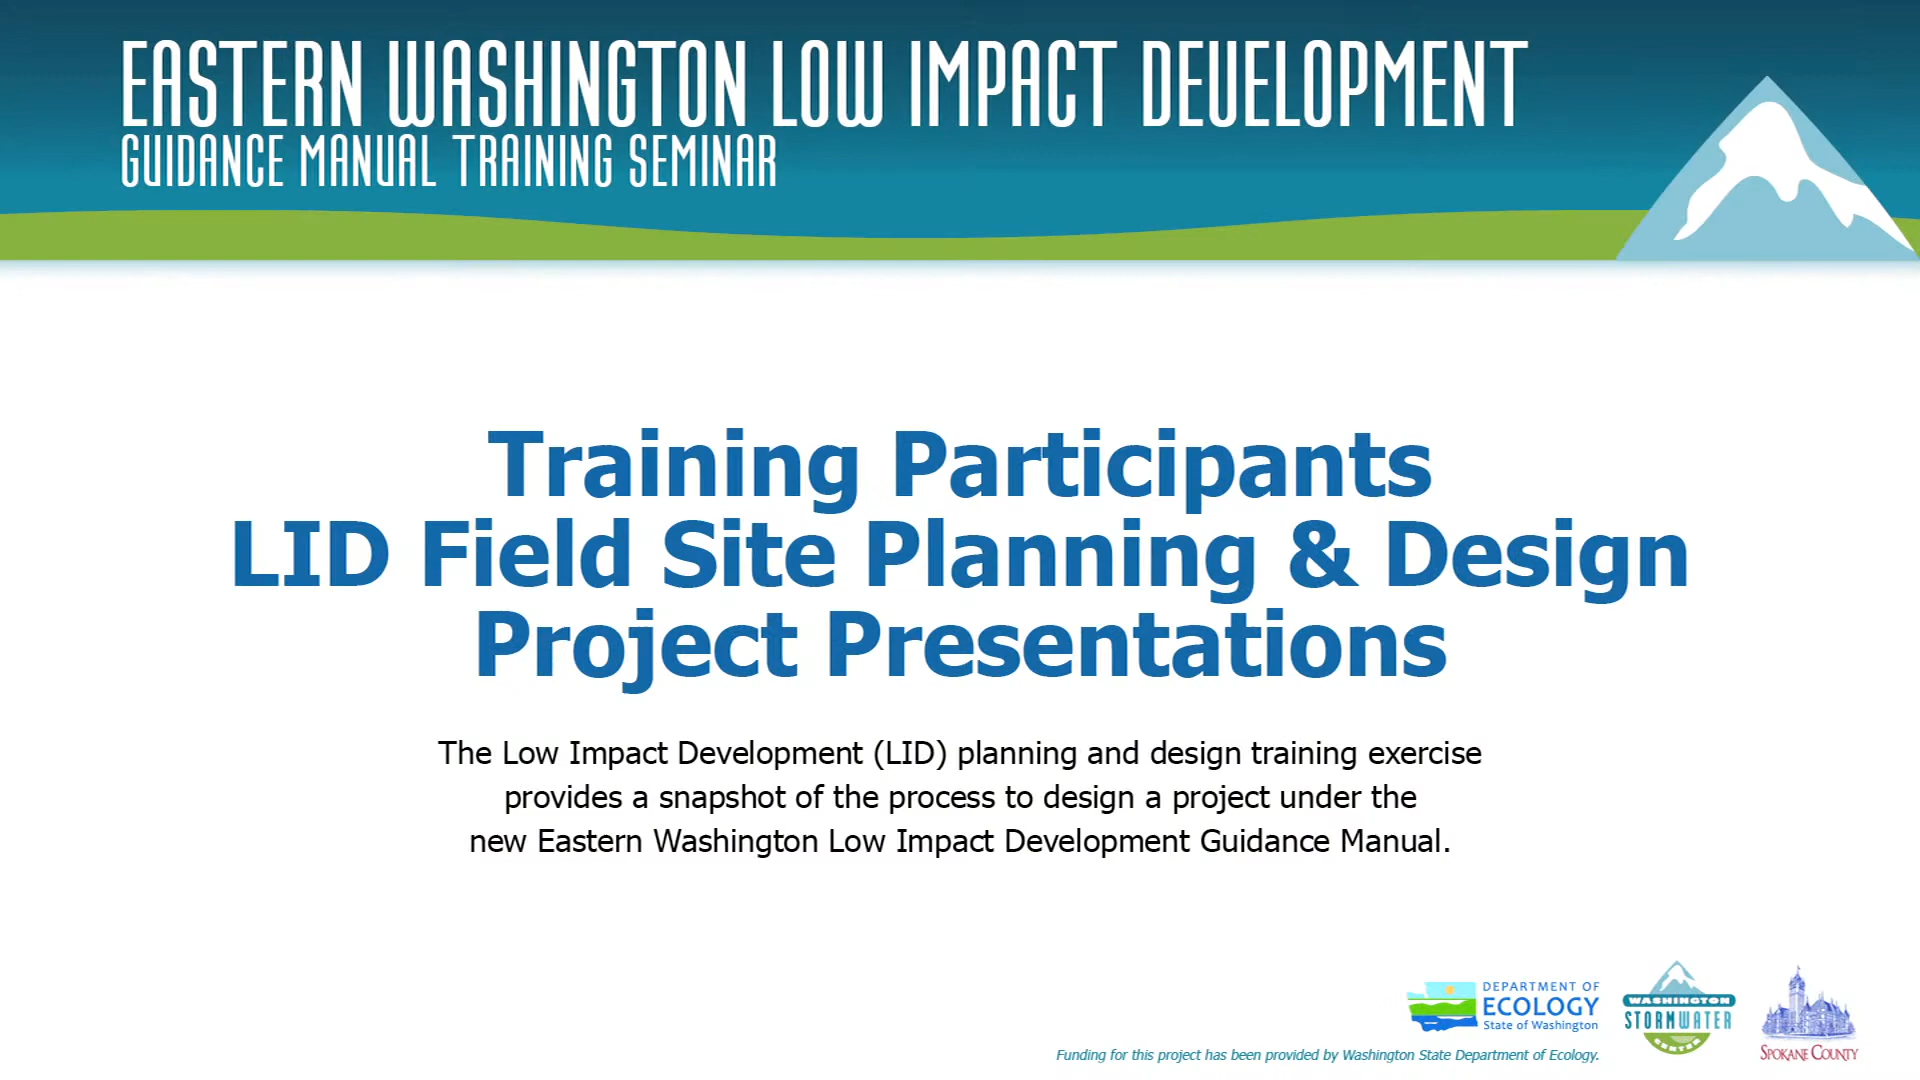 EASTERN WASHINGTON LOW IMPACT DEVELOPMENT
GUIDANCE MANUAL TRAINING SEMINAR
Training Participants
LID Field Site Planning & Design
Project Presentations
The Low Impact Development (LID) planning and design training exercise
provides a snapshot of the process to design a project under the
new Eastern Washington Low Impact Development Guidance Manual.
DEPARTMENT OF
ECOLOGY
State of Washington
WASHINGTON
STORMWATER
CENTER
SPOKANE COUNTY
Funding for this project has been provided by Washington State Department of Ecology.